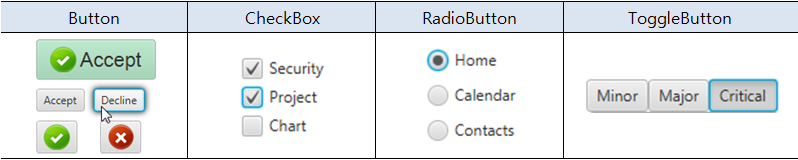 Button CheckBox RadioButton ToggleButton
Accept
Accept Decline
Security
Project
Chart
Home
Calendar
Contacts
Minor Major Critical